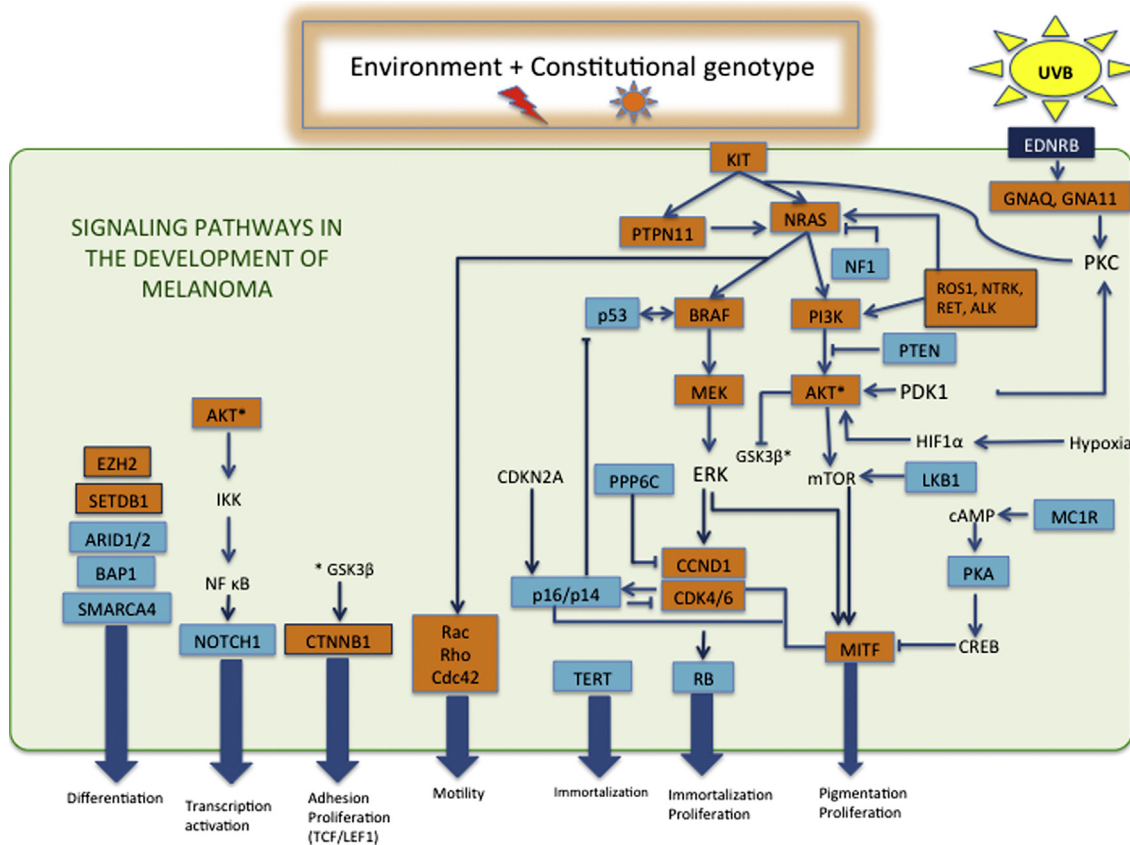 Environment + Constitutional genotype
UVB
EDNRB
KIT
GNAQ, GNA11
SIGNALING PATHWAYS IN
THE DEVELOPMENT OF
MELANOMA
PTPN11
NRAS
NF1
PKC
ROS1, NTRK,
RET, ALK
p53
BRAF
PI3K
PTEN
MEK
AKT*
PDK1
AKT*
HIF1α
Hypoxia
GSK3β*
EZH2
SETDB1
ARID1/2
BAP1
SMARCA4
IKK
NF κB
NOTCH1
* GSK3β
CTNNB1
CDKN2A
PPP6C
ERK
mTOR
LKB1
cAMP
MC1R
PKA
CREB
CCND1
CDK4/6
p16/p14
Rac
Rho
Cdc42
TERT
RB
MITF
Differentiation
Transcription
activation
Adhesion
Proliferation
(TCF/LEF1)
Motility
Immortalization
Immortalization
Proliferation
Pigmentation
Proliferation